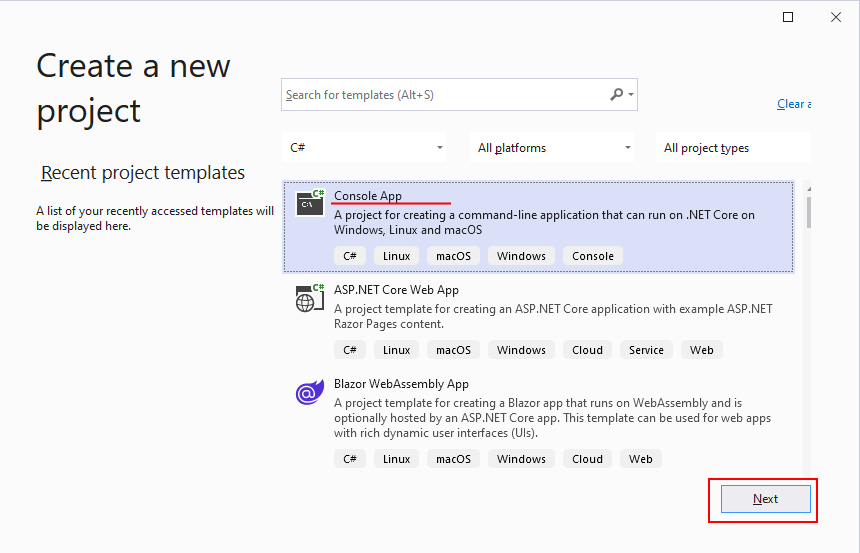 Create a new
project
Search for templates (Alt+S)
Clear a
C#
All platforms
All project types
Recent project templates
A list of your recently accessed templates will
be displayed here.
C#
C:\
Console App
A project for creating a command-line application that can run on .NET Core on
Windows, Linux and macOS
C# Linux macOS Windows Console
C#
ASP.NET Core Web App
A project template for creating an ASP.NET Core application with example ASP.NET
Razor Pages content.
C# Linux macOS Windows Cloud Service Web
@
Blazor WebAssembly App
A project template for creating a Blazor app that runs on WebAssembly and is
optionally hosted by an ASP.NET Core app. This template can be used for web apps
with rich dynamic user interfaces (UIs).
C# Linux macOS Windows Cloud Web
Next